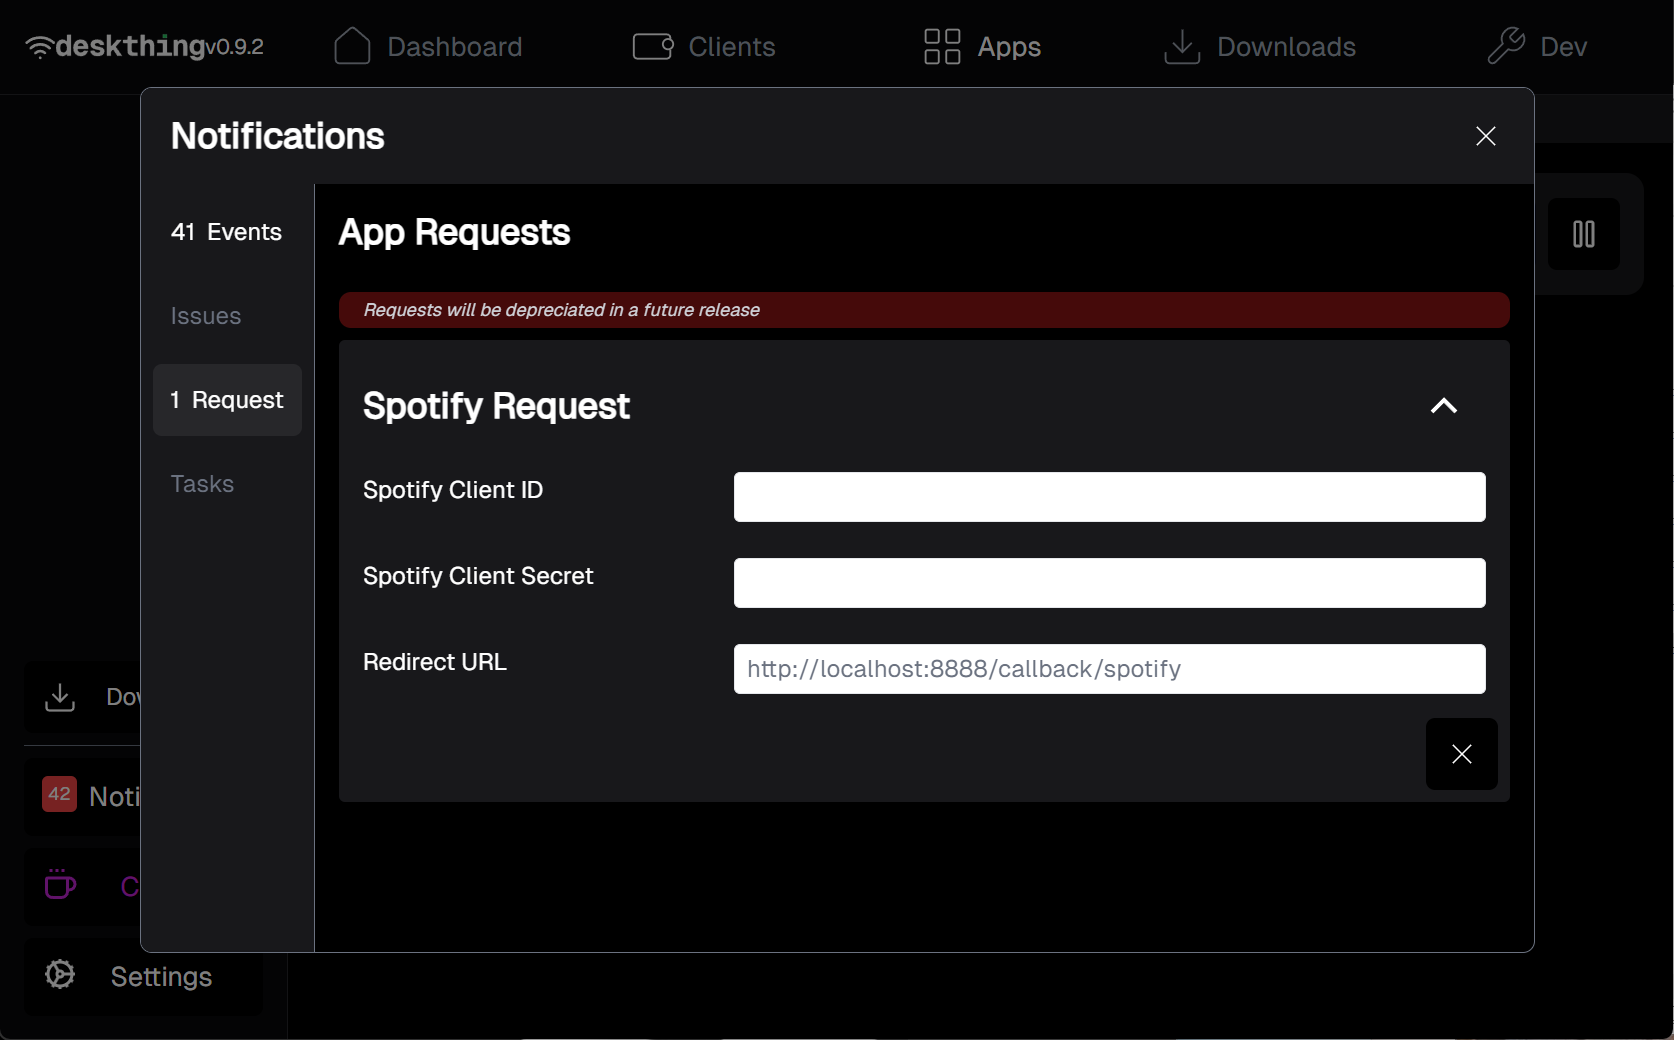 deskthing v0.9.2
Dashboard
Clients
Apps
Downloads
Dev
Notifications
41 Events
Issues
1 Request
Tasks
App Requests
Requests will be depreciated in a future release
Spotify Request
Spotify Client ID
Spotify Client Secret
Redirect URL
http://localhost:8888/callback/spotify
Dov
42 Noti
C
Settings